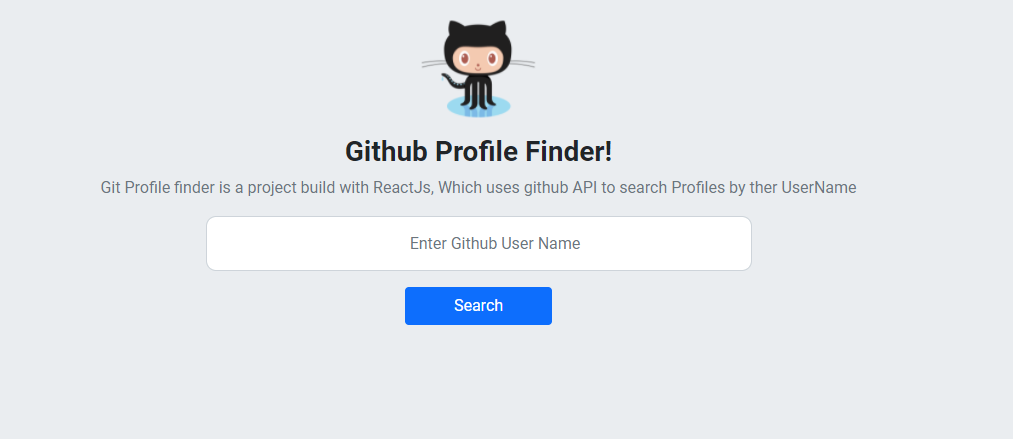 Github Profile Finder!
Git Profile finder is a project build with ReactJs, Which uses github API to search Profiles by ther UserName
Enter Github User Name
Search